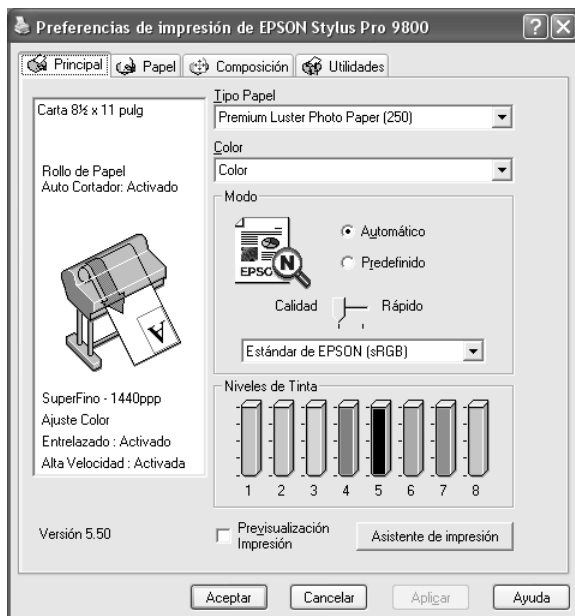 Preferencias de impresión de EPSON Stylus Pro 9800
Principal Papel Composición Utilidades
Carta 8½ x 11 pulg
Rollo de Papel
Auto Cortador: Activado
A
SuperFino - 1440ppp
Ajuste Color
Entrelazado : Activado
Alta Velocidad : Activada
Versión 5.50
Tipo Papel
Premium Luster Photo Paper (250)
Color
Color
Modo
EPSO N
Automático
Predefinido
Calidad Rápido
Estándar de EPSON (sRGB)
Niveles de Tinta
1 2 3 4 5 6 7 8
Previsualización
Impresión
Asistente de impresión
Aceptar Cancelar Aplicar Ayuda